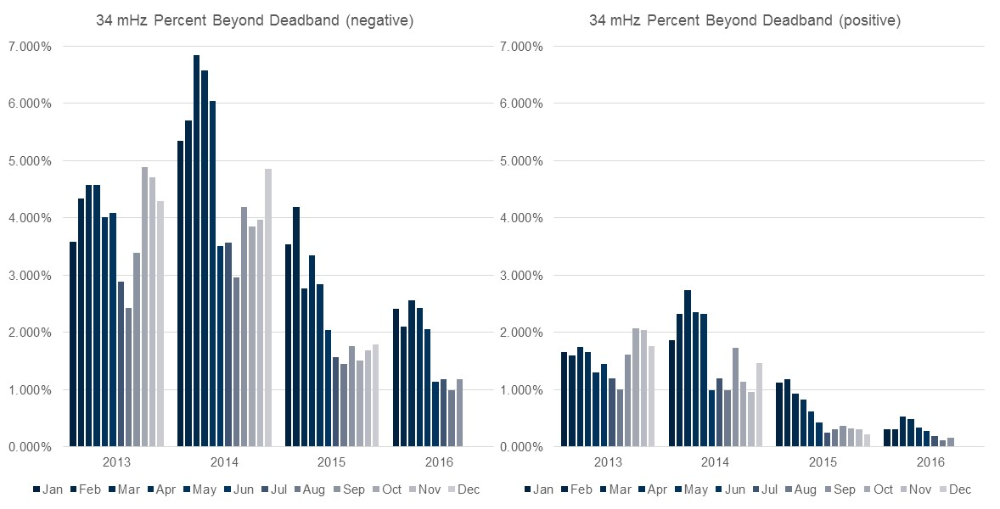 34 mHz Percent Beyond Deadband (negative)
7.000%
6.000%
5.000%
4.000%
3.000%
2.000%
1.000%
0.000%
2013 2014 2015 2016
Jan Feb Mar Apr May Jun Jul Aug Sep Oct Nov Dec
34 mHz Percent Beyond Deadband (positive)
7.000%
6.000%
5.000%
4.000%
3.000%
2.000%
1.000%
0.000%
2013 2014 2015 2016
Jan Feb Mar Apr May Jun Jul Aug Sep Oct Nov Dec